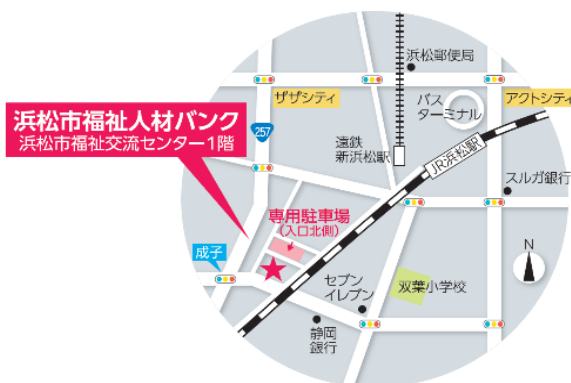 浜松郵便局
ザザシティ
バス
ターミナル
アクトシティ
浜松市福祉人材バンク
浜松市福祉交流センター1階
257
遠鉄
新浜松駅
JR浜松駅
スルガ銀行
専用駐車場
(入口北側)
成子
N
セブン
イレブン
双葉小学校
静岡
銀行